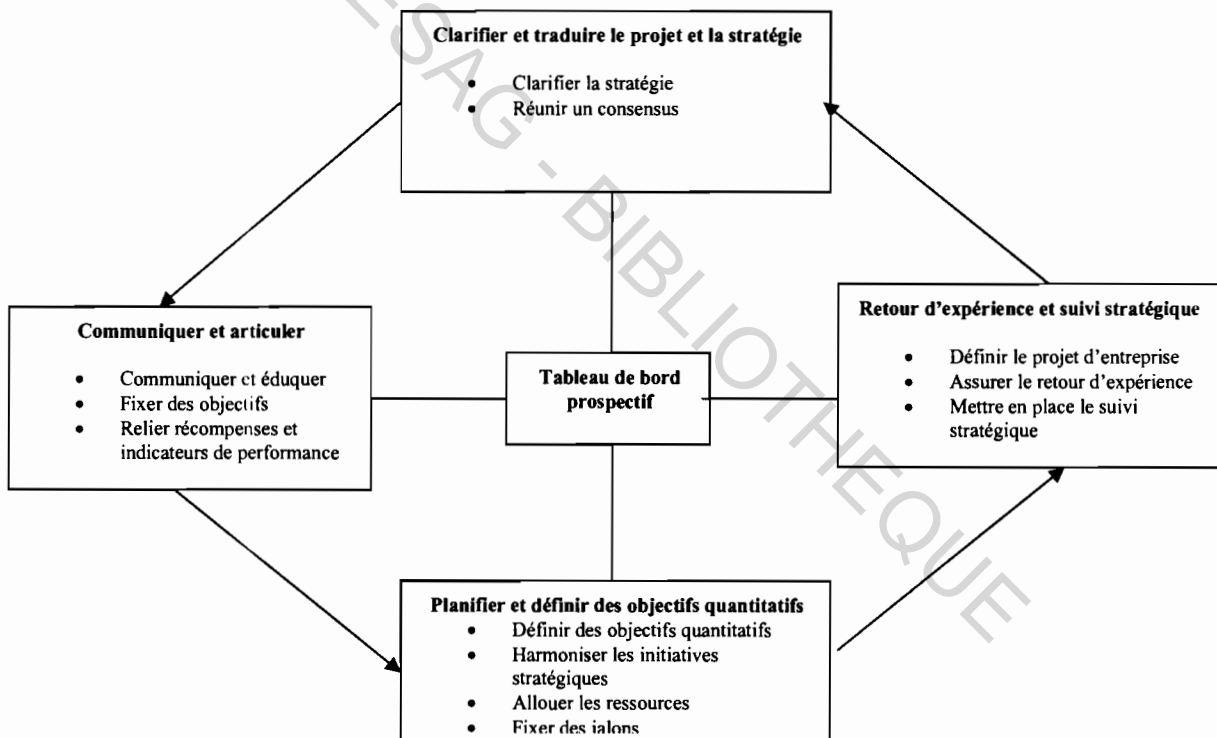 Clarifier et traduire le projet et la stratégie
• Clarifier la stratégie
• Réunir un consensus
Communiquer et articuler
• Communiquer et éduquer
• Fixer des objectifs
• Relier récompenses et
indicateurs de performance
Tableau de bord
prospectif
Retour d'expérience et suivi stratégique
• Définir le projet d'entreprise
• Assurer le retour d'expérience
• Mettre en place le suivi
stratégique
Planifier et définir des objectifs quantitatifs
• Définir des objectifs quantitatifs
• Harmoniser les initiatives
stratégiques
• Allouer les ressources
• Fixer des jalons
ESAG - BIBLIOTHEQUE